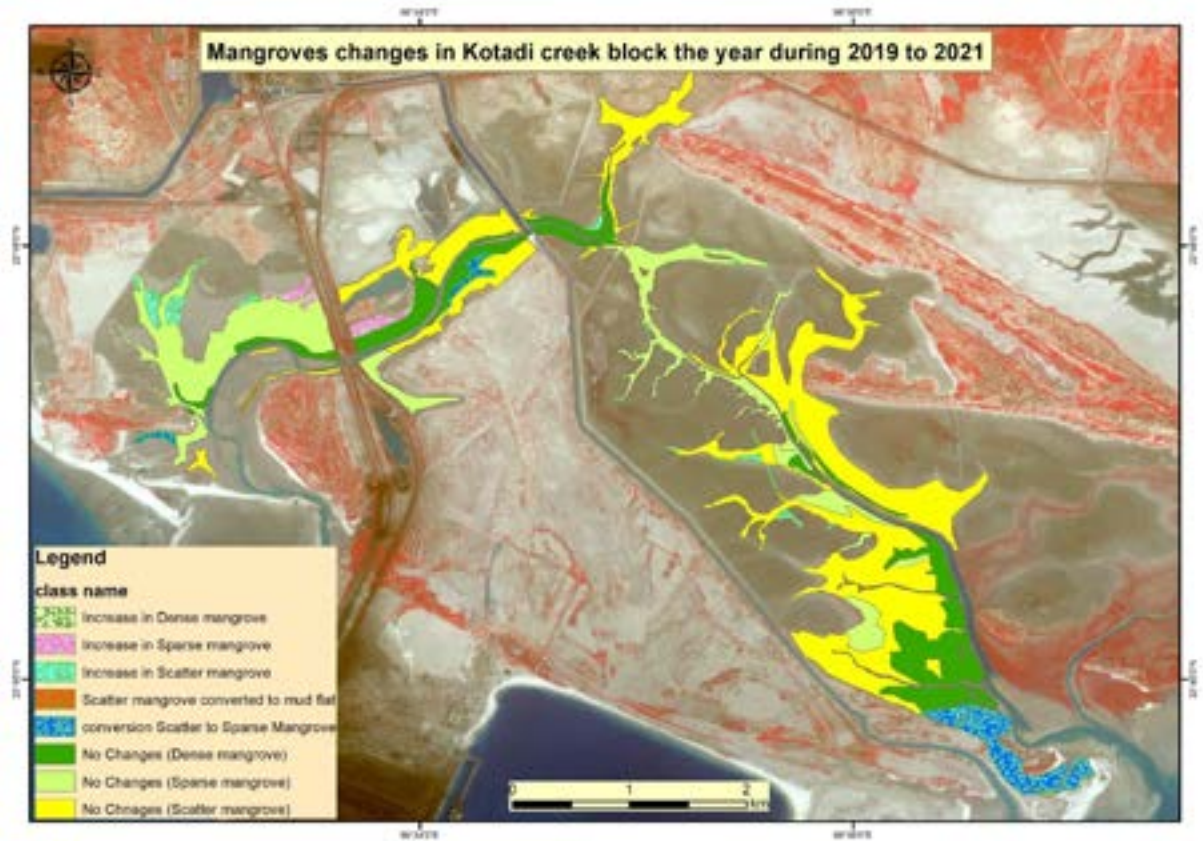 Mangroves changes in Kotadi creek block the year during 2019 to 2021
Legend
class name
Increase in Dense mangrove
Increase in Sparse mangrove
Increase in Scatter mangrove
Scatter mangrove converted to mud flat
conversion Scatter to Sparse Mangrove
No Changes (Dense mangrove)
No Changes (Sparse mangrove)
No Chnages (Scatter mangrove)
0 1 2
km